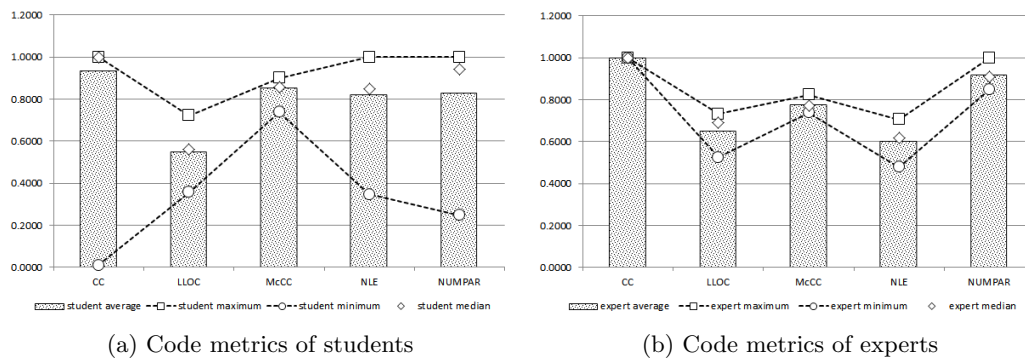 1.2000
1.0000
0.8000
0.6000
0.4000
0.2000
0.0000
CC LLOC McCC NLE NUMPAR
student average student maximum student minimum student median
(a) Code metrics of students
1.2000
1.0000
0.8000
0.6000
0.4000
0.2000
0.0000
CC LLOC McCC NLE NUMPAR
expert average expert maximum expert minimum expert median
(b) Code metrics of experts